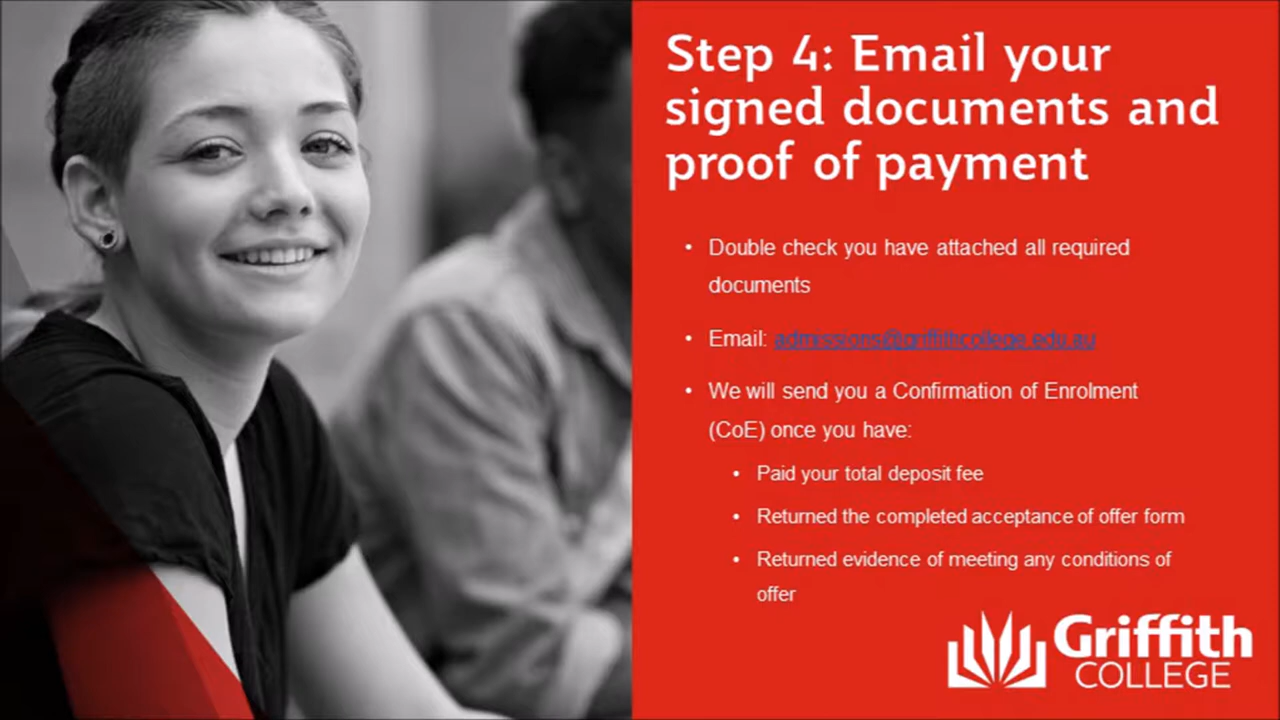 Step 4: Email your
signed documents and
proof of payment
• Double check you have attached all required
documents
• Email: admissions@griffithcollege.edu.au
• We will send you a Confirmation of Enrolment
(CoE) once you have:
• Paid your total deposit fee
• Returned the completed acceptance of offer form
• Returned evidence of meeting any conditions of
offer
Griffith
COLLEGE